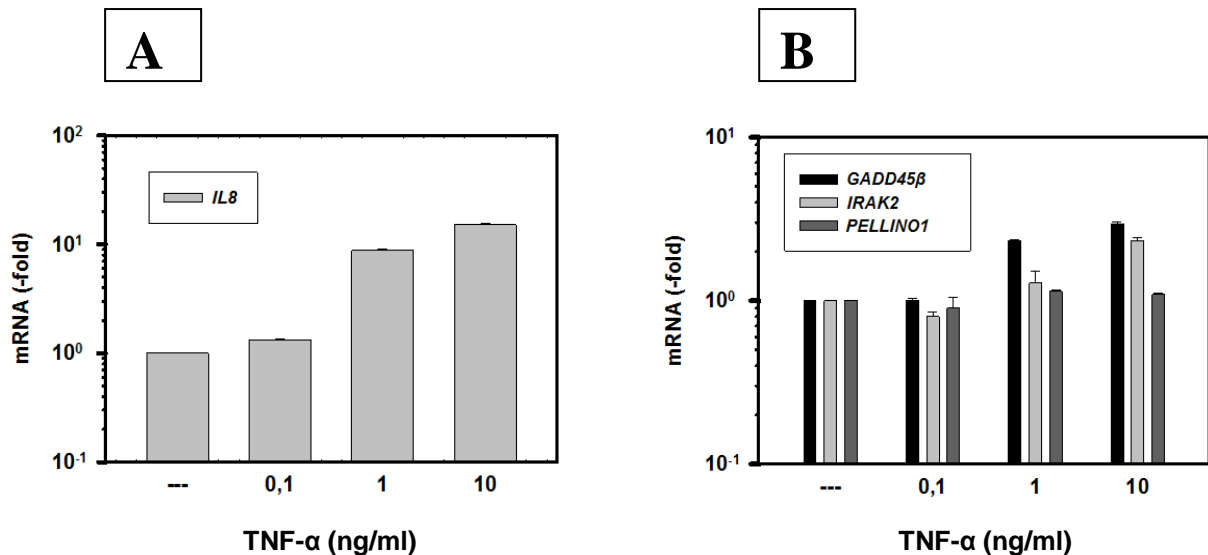 A
mRNA (-fold)
10²
10¹
10⁰
10⁻¹
IL8
--- 0,1 1 10
TNF-α (ng/ml)
B
mRNA (-fold)
10¹
10⁰
10⁻¹
GADD45β
IRAK2
PELLINO1
--- 0,1 1 10
TNF-α (ng/ml)